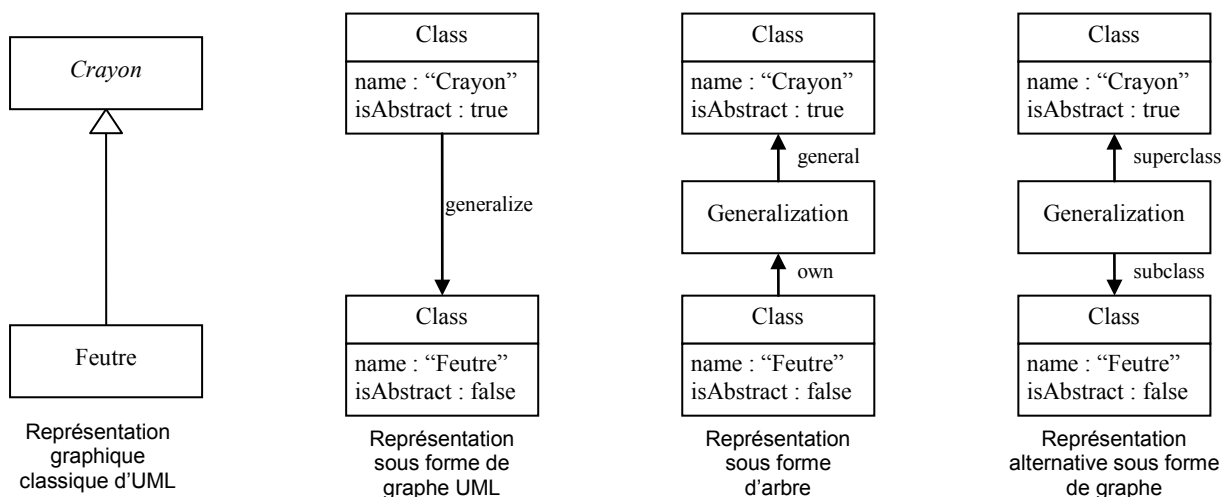 Crayon
Feutre
Représentation
graphique
classique d'UML
Class
name : “Crayon”
isAbstract : true
generalize
Class
name : “Feutre”
isAbstract : false
Représentation
sous forme de
graphe UML
Class
name : “Crayon”
isAbstract : true
general
Generalization
own
Class
name : “Feutre”
isAbstract : false
Représentation
sous forme
d'arbre
Class
name : “Crayon”
isAbstract : true
superclass
Generalization
subclass
Class
name : “Feutre”
isAbstract : false
Représentation
alternative sous forme
de graphe